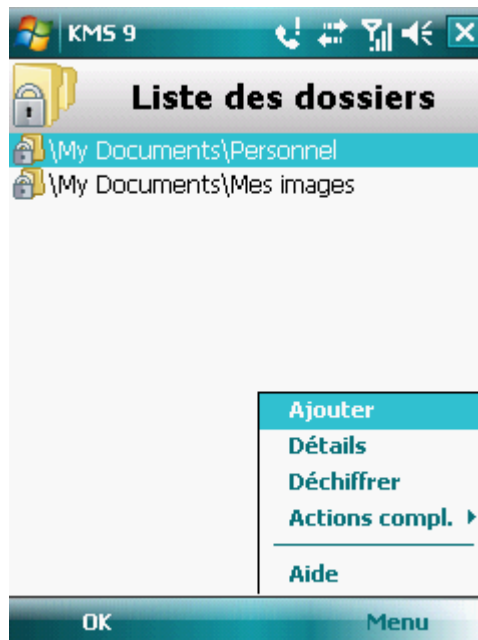 KMS 9
Liste des dossiers
\My Documents\Personnel
\My Documents\Mes images
Ajouter
Détails
Déchiffrer
Actions compl.
Aide
OK
Menu